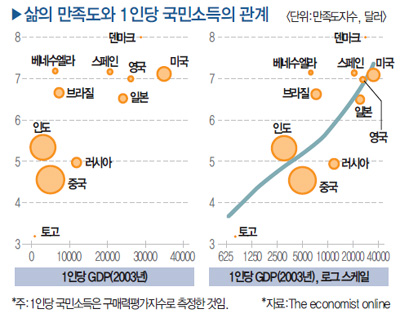 ▶삶의 만족도와 1인당 국민소득의 관계
〈단위:만족도지수, 달러〉
8
덴마크
베네수엘라
스페인
미국
7
영국
브라질
일본
6
인도
5
러시아
중국
4
토고
3
0 10000 20000 30000 40000
1인당 GDP(2003년)
8
덴마크
베네수엘라
스페인
미국
7
브라질
일본
영국
6
인도
5
러시아
중국
4
토고
3
625 1250 2500 5000 10000 20000 40000
1인당 GDP(2003년), 로그 스케일
*주: 1인당 국민소득은 구매력평가지수로 측정한 것임.
*자료:The economist online